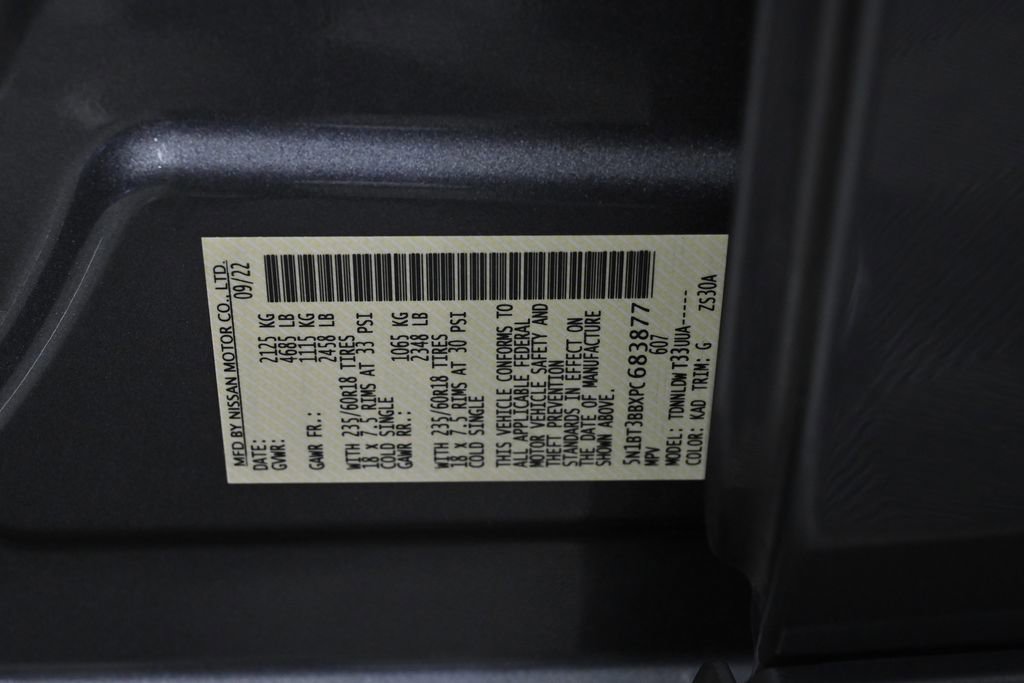 MFD BY NISSAN MOTOR CO., LTD.
DATE: 09/22
GVWR: 2125 KG
4685 LB
GAWR FR.: 1115 KG
2458 LB
WITH 235/60R18 TIRES
18 X 7.5 RIMS AT 33 PSI
COLD SINGLE
GAWR RR.: 1065 KG
2348 LB
WITH 235/60R18 TIRES
18 X 7.5 RIMS AT 30 PSI
COLD SINGLE
THIS VEHICLE CONFORMS TO
ALL APPLICABLE FEDERAL
MOTOR VEHICLE SAFETY AND
THEFT PREVENTION
STANDARDS IN EFFECT ON
THE DATE OF MANUFACTURE
SHOWN ABOVE.
5N1BT3BBXPC683877
MPV 607
MODEL: TDNNLDW T33UUA-----
COLOR: KAD TRIM: G ZS30A